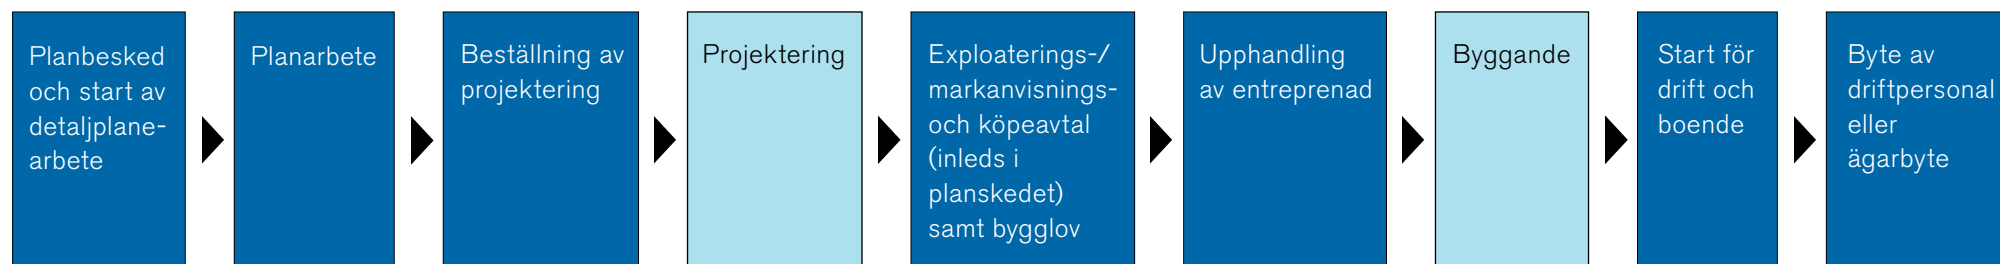 Planbesked
och start av
detaljplane-
arbete
Planarbete
Beställning av
projektering
Projektering
Exploaterings-/
markanvisnings-
och köpeavtal
(inleds i
planskedet)
samt bygglov
Upphandling
av entreprenad
Byggande
Start för
drift och
boende
Byte av
driftpersonal
eller
ägarbyte